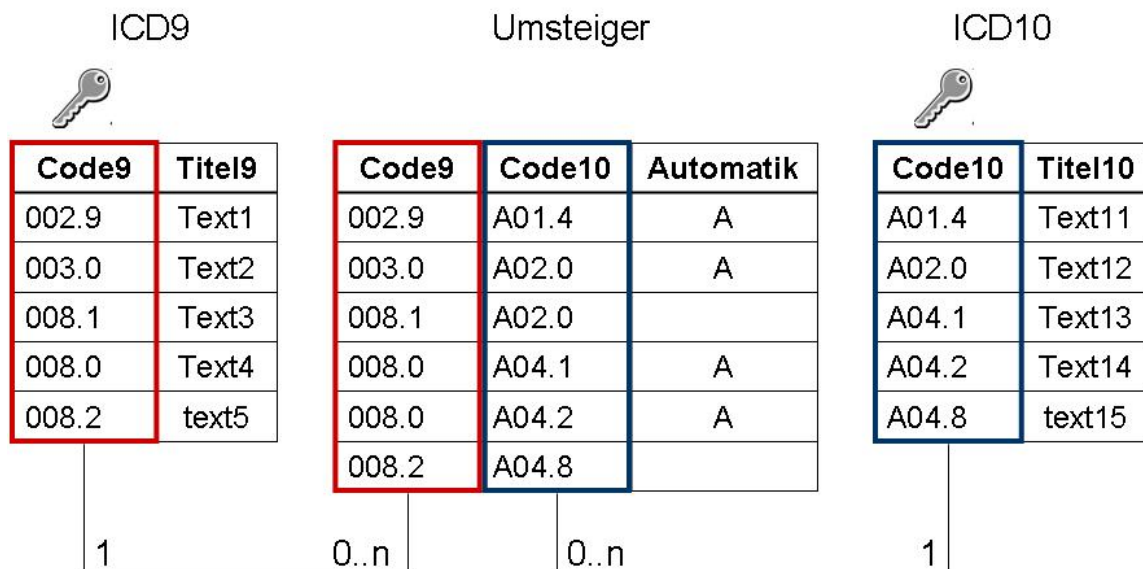 ICD9 Umsteiger ICD10
Code9 Titel9 Code9 Code10 Automatik Code10 Titel10
002.9 Text1 002.9 A01.4 A A01.4 Text11
003.0 Text2 003.0 A02.0 A A02.0 Text12
008.1 Text3 008.1 A02.0 A04.1 Text13
008.0 Text4 008.0 A04.1 A A04.2 Text14
008.2 text5 008.0 A04.2 A A04.8 text15
008.2 A04.8
1 0..n 0..n 1